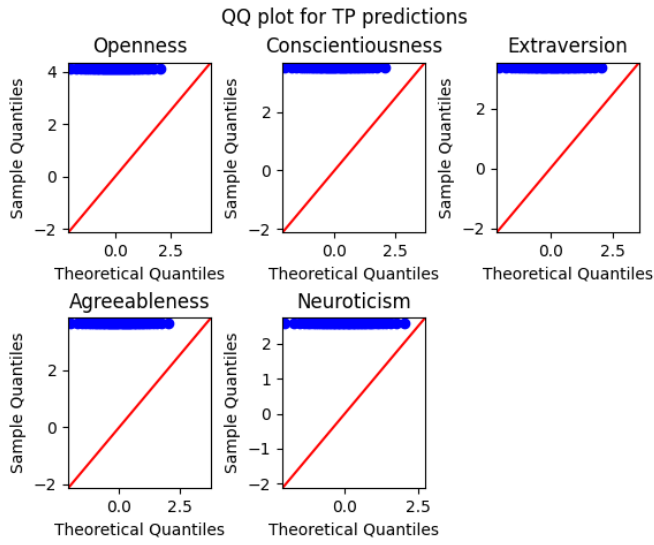 QQ plot for TP predictions
Openness
Conscientiousness
Extraversion
Sample Quantiles
4
2
0
−2
0.0
2.5
Theoretical Quantiles
Sample Quantiles
2
0
−2
0.0
2.5
Theoretical Quantiles
Sample Quantiles
2
0
−2
0.0
2.5
Theoretical Quantiles
Agreeableness
Neuroticism
Sample Quantiles
2
0
−2
0.0
2.5
Theoretical Quantiles
Sample Quantiles
2
1
0
−1
−2
0.0
2.5
Theoretical Quantiles